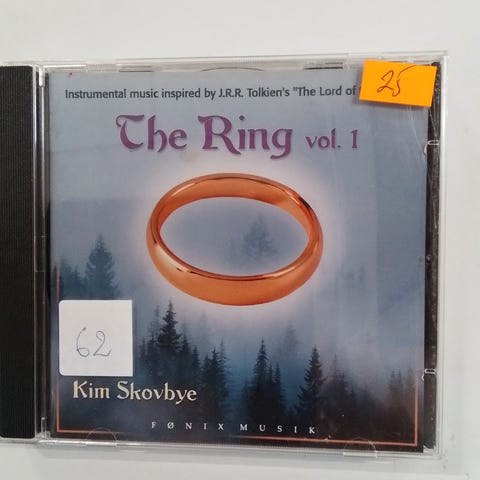 Instrumental music inspired by J.R.R. Tolkien's "The Lord of
25
The Ring vol. 1
62
Kim Skovbye
FØNIX MUSIK